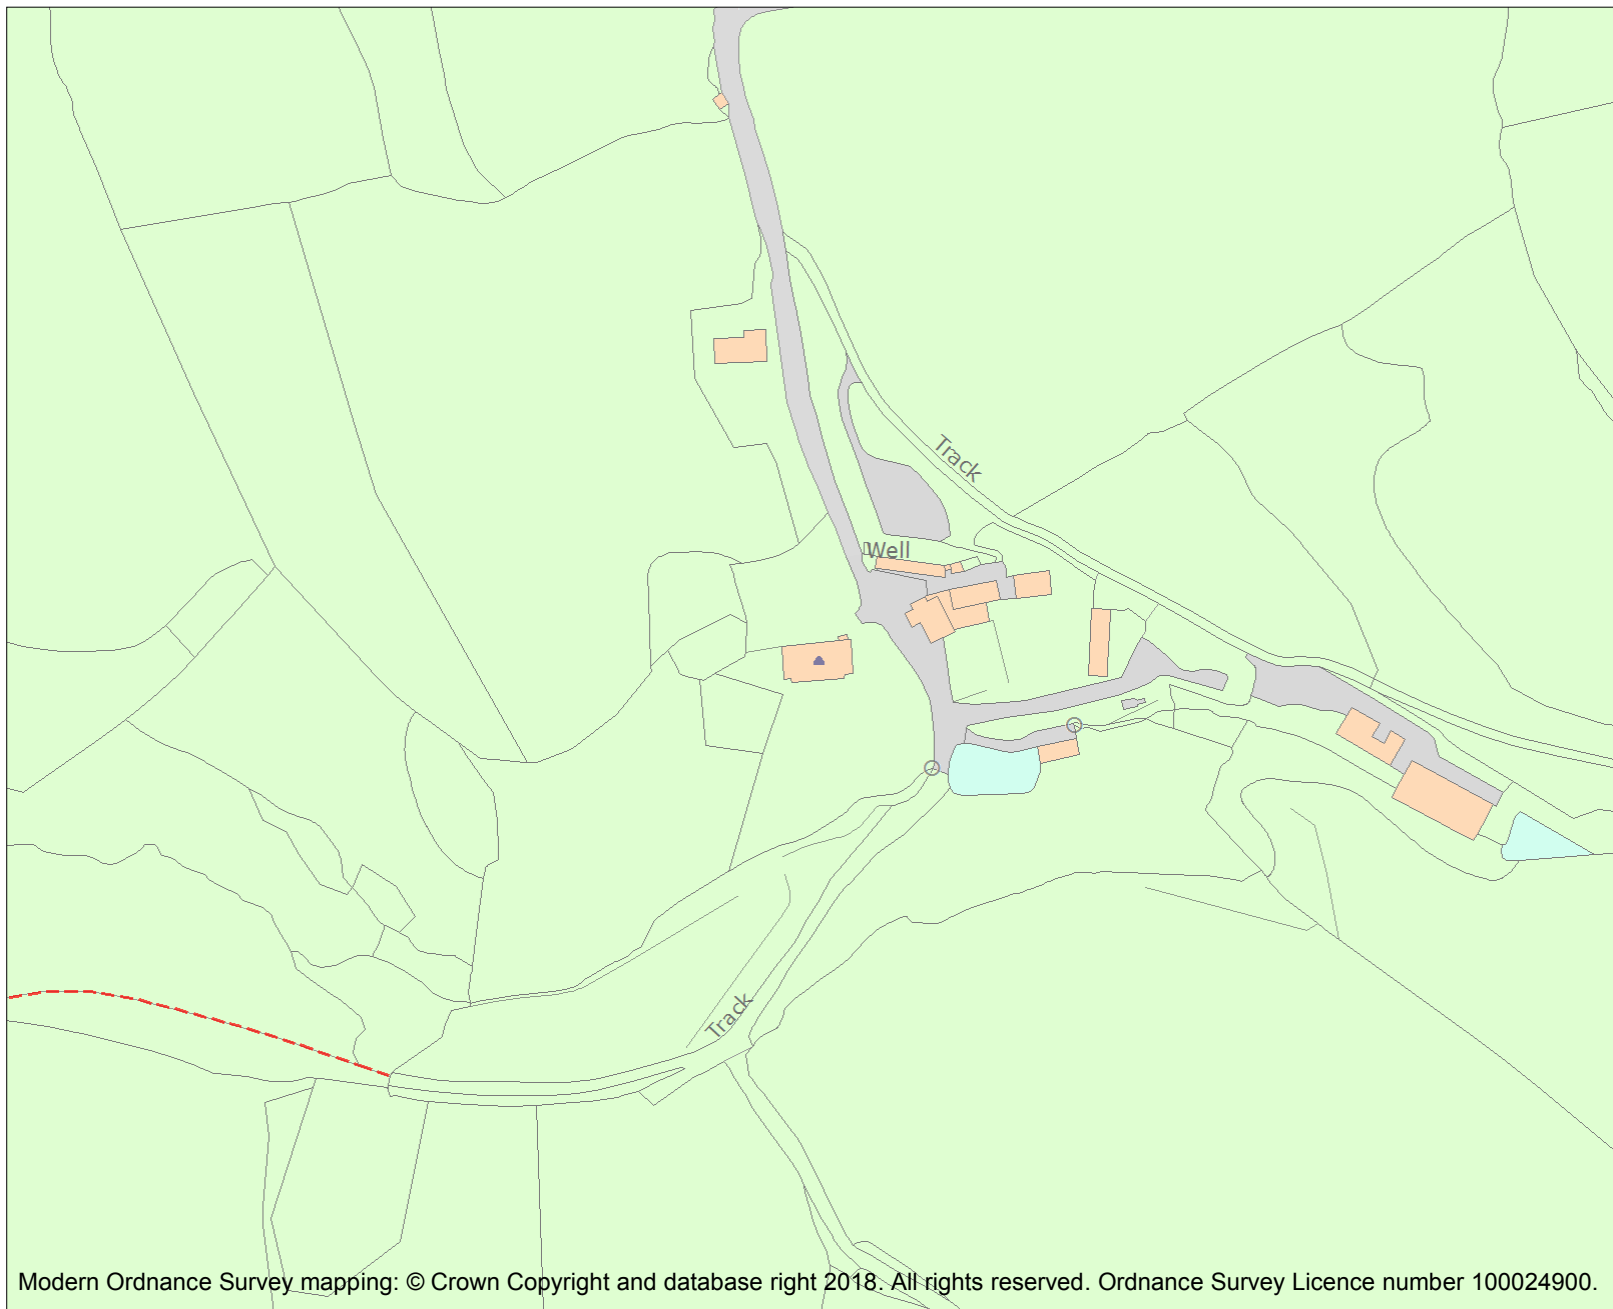 Track
Well
Track
Modern Ordnance Survey mapping: © Crown Copyright and database right 2018. All rights reserved. Ordnance Survey Licence number 100024900.